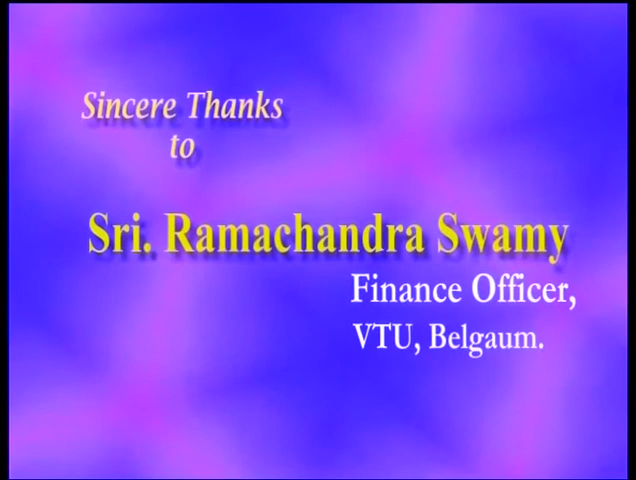 Sincere Thanks
to
Sri. Ramachandra Swamy
Finance Officer,
VTU, Belgaum.